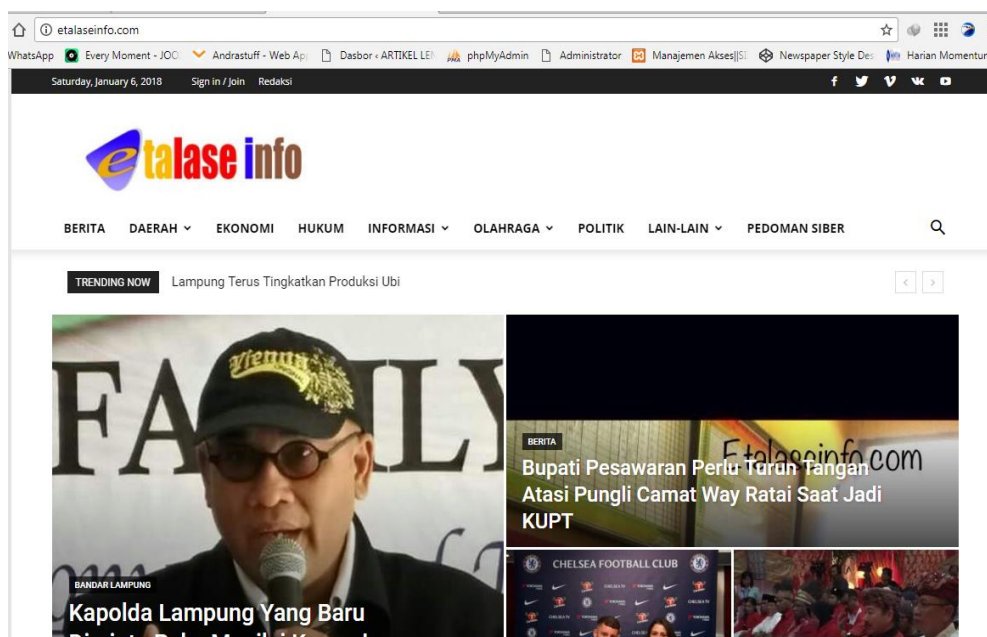 etalaseinfo.com
WhatsApp Every Moment - JOO Andrastuff - Web Ap Dasbor ‹ ARTIKEL LE phpMyAdmin Administrator Manajemen Akses||S Newspaper Style Des Harian Momentu
Saturday, January 6, 2018 Sign in / Join Redaksi
etalase info
BERITA DAERAH EKONOMI HUKUM INFORMASI OLAHRAGA POLITIK LAIN-LAIN PEDOMAN SIBER
TRENDING NOW Lampung Terus Tingkatkan Produksi Ubi
FAMILY
Vienna
BERITA
Etalaseinfo.com
Bupati Pesawaran Perlu Turun Tangan
Atasi Pungli Camat Way Ratai Saat Jadi
KUPT
CHELSEA FOOTBALL CLUB
BANDAR LAMPUNG
Kapolda Lampung Yang Baru